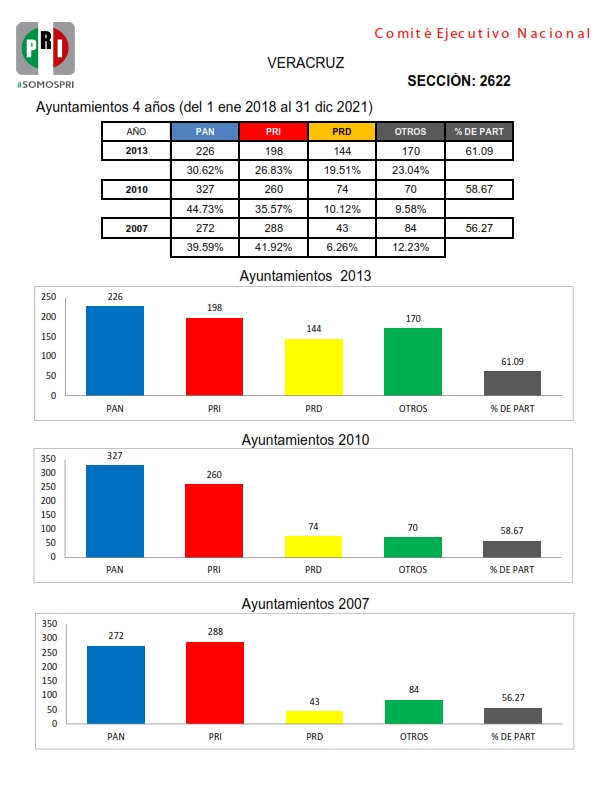 Comité Ejecutivo Nacional
PRI
#SOMOSPRI
VERACRUZ
SECCIÓN: 2622
Ayuntamientos 4 años (del 1 ene 2018 al 31 dic 2021)
AÑO PAN PRI PRD OTROS % DE PART
2013 226 198 144 170 61.09
30.62% 26.83% 19.51% 23.04%
2010 327 260 74 70 58.67
44.73% 35.57% 10.12% 9.58%
2007 272 288 43 84 56.27
39.59% 41.92% 6.26% 12.23%
Ayuntamientos 2013
250
200
150
100
50
0
226 198 144 170 61.09
PAN PRI PRD OTROS % DE PART
Ayuntamientos 2010
350
300
250
200
150
100
50
0
327 260 74 70 58.67
PAN PRI PRD OTROS % DE PART
Ayuntamientos 2007
350
300
250
200
150
100
50
0
272 288 43 84 56.27
PAN PRI PRD OTROS % DE PART